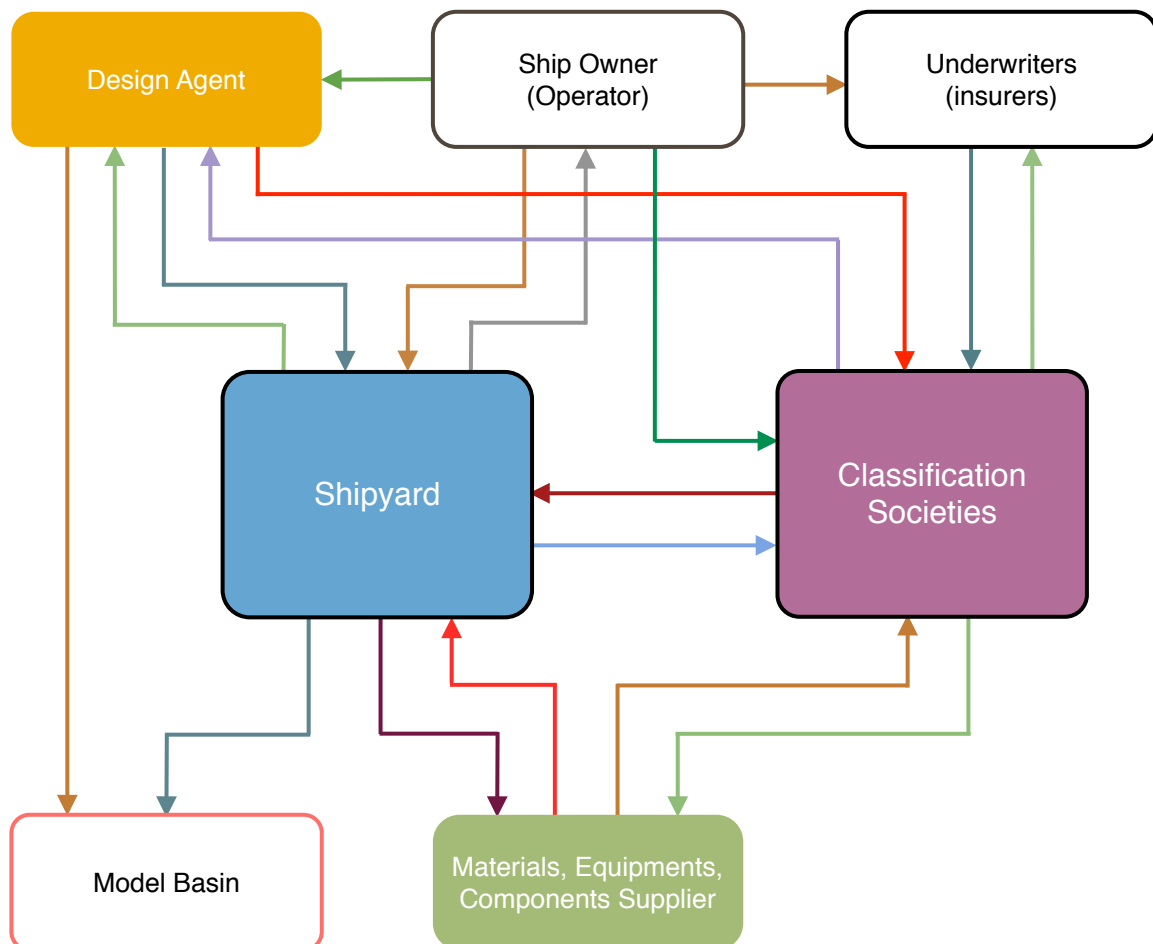 Design Agent
Ship Owner
(Operator)
Underwriters
(insurers)
Shipyard
Classification
Societies
Model Basin
Materials, Equipments,
Components Supplier